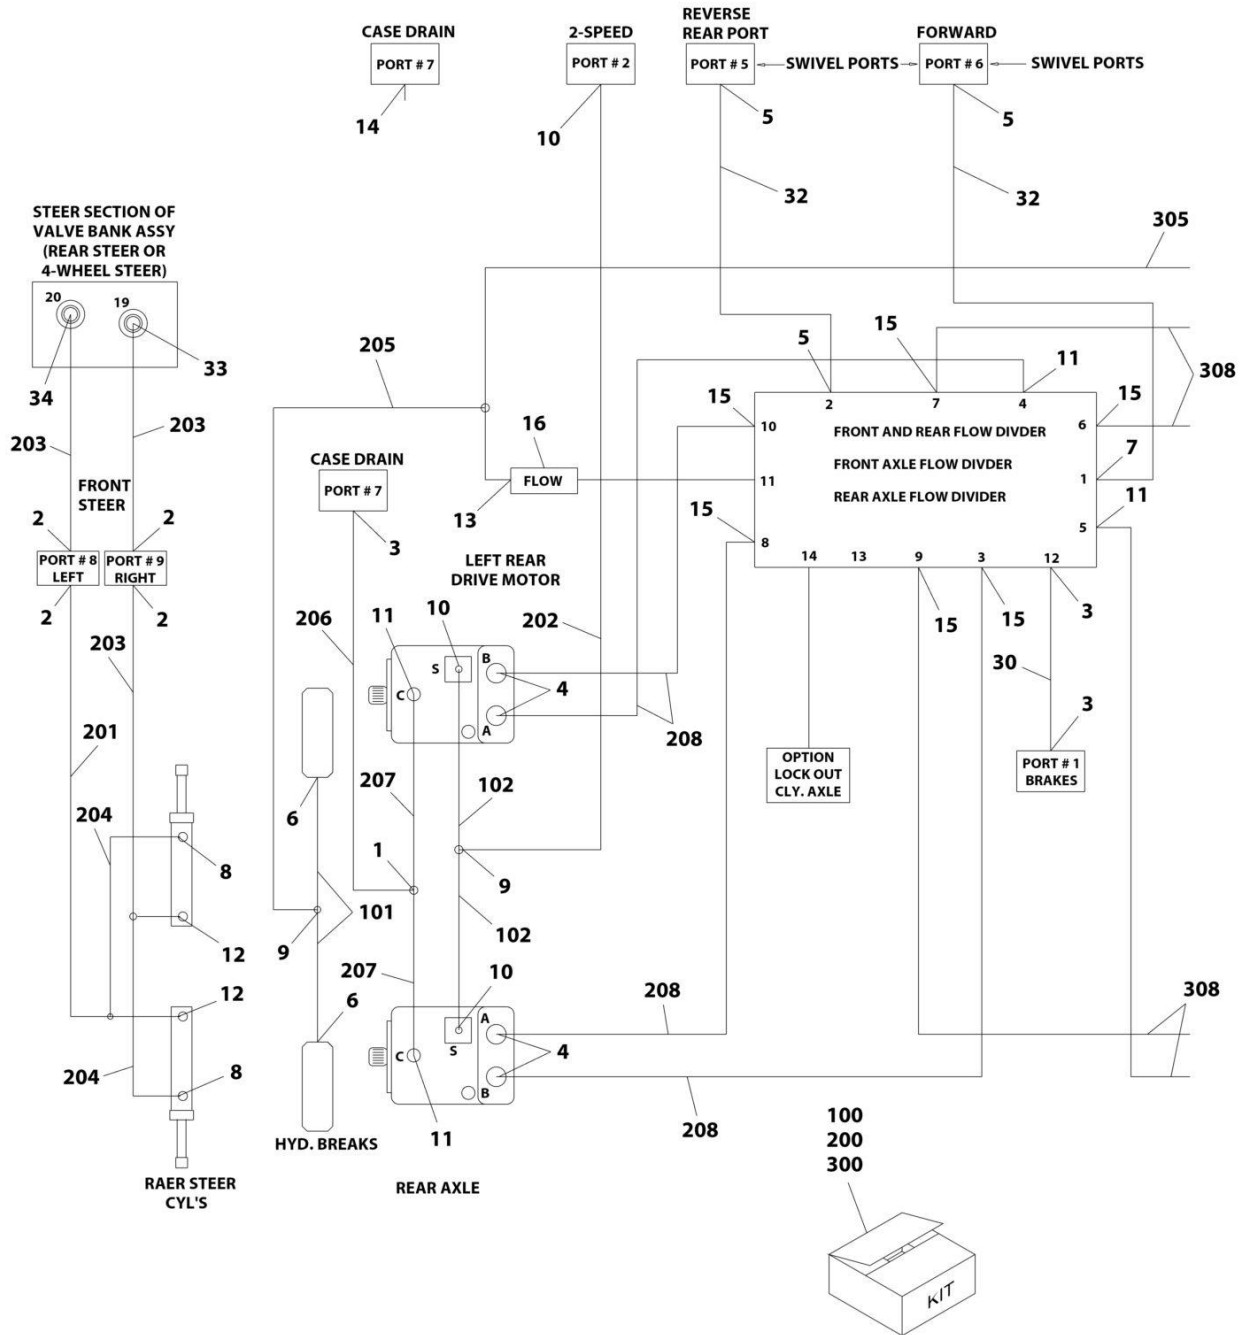 CASE DRAIN
PORT # 7
14
2-SPEED
PORT # 2
10
REVERSE
REAR PORT
PORT # 5
SWIVEL PORTS
FORWARD
PORT # 6
SWIVEL PORTS
5
5
32
32
305
STEER SECTION OF
VALVE BANK ASSY
(REAR STEER OR
4-WHEEL STEER)
20
19
34
33
203
203
FRONT
STEER
2
2
PORT # 8
LEFT
PORT # 9
RIGHT
2
2
203
201
204
8
12
12
204
8
RAER STEER
CYL'S
205
CASE DRAIN
PORT # 7
3
16
FLOW
13
5
15
11
308
15
15
7
11
15
2
7
4
10
6
11
1
8
5
14
13
9
3
12
FRONT AND REAR FLOW DIVDER
FRONT AXLE FLOW DIVDER
REAR AXLE FLOW DIVIDER
15
15
3
30
3
OPTION
LOCK OUT
CLY. AXLE
PORT # 1
BRAKES
LEFT REAR
DRIVE MOTOR
206
11
10
202
S
B
C
A
4
208
207
102
6
1
9
101
9
102
207
10
6
208
A
C
S
B
4
11
208
308
HYD. BREAKS
REAR AXLE
100
200
300
KIT